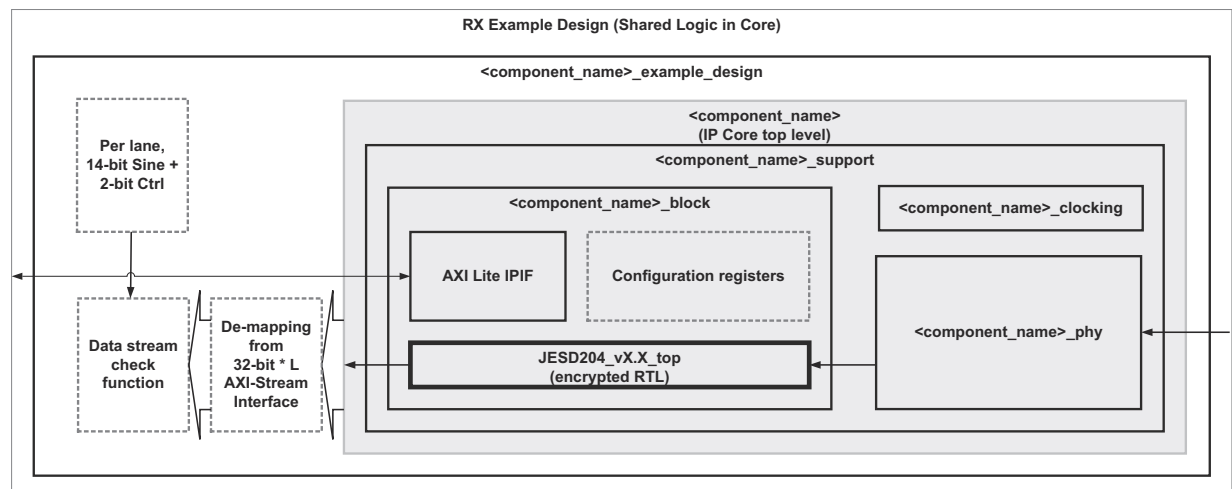 RX Example Design (Shared Logic in Core)
<component_name>_example_design
Per lane,
14-bit Sine +
2-bit Ctrl
<component_name>
(IP Core top level)
<component_name>_support
<component_name>_block
<component_name>_clocking
AXI Lite IPIF
Configuration registers
<component_name>_phy
Data stream
check
function
De-mapping
from
32-bit * L
AXI-Stream
Interface
JESD204_vX.X_top
(encrypted RTL)